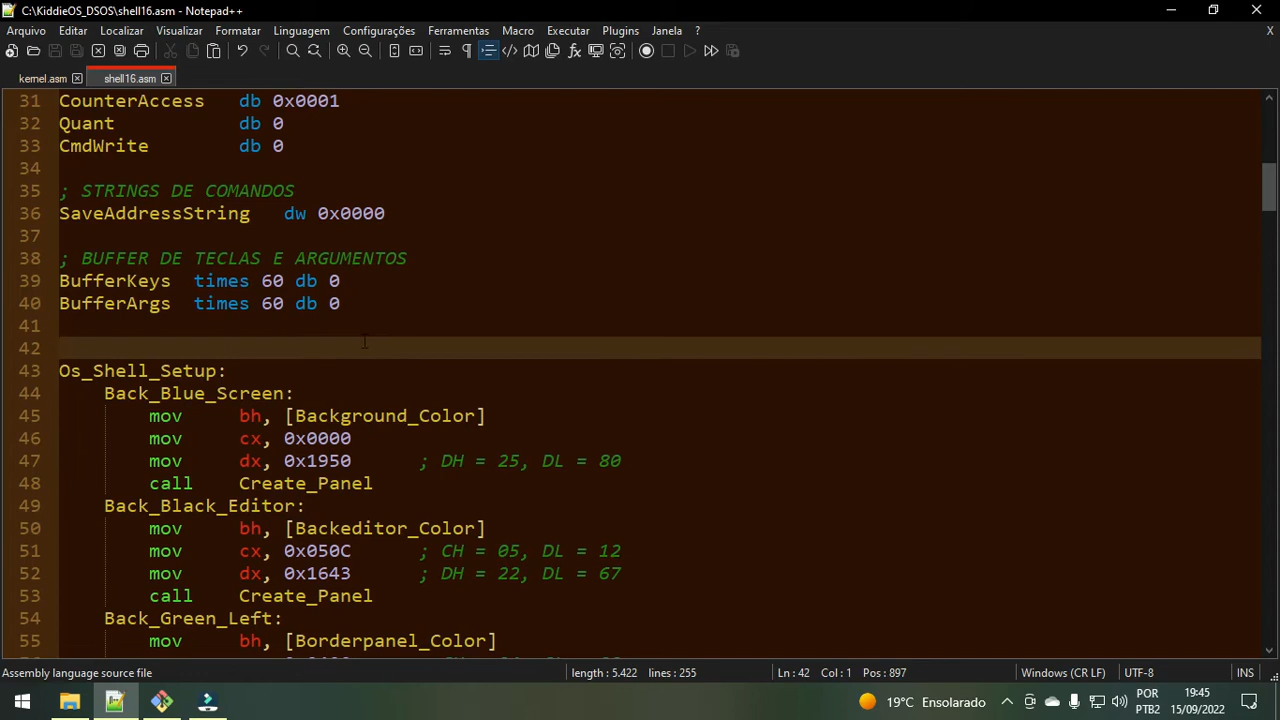 C:\KiddieOS_DSOS\shell16.asm - Notepad++
Arquivo Editar Localizar Visualizar Formatar Linguagem Configurações Ferramentas Macro Executar Plugins Janela ? X
kernel.asm shell16.asm
31 CounterAccess db 0x0001
32 Quant db 0
33 CmdWrite db 0
34
35 ; STRINGS DE COMANDOS
36 SaveAddressString dw 0x0000
37
38 ; BUFFER DE TECLAS E ARGUMENTOS
39 BufferKeys times 60 db 0
40 BufferArgs times 60 db 0
41
42
43 Os_Shell_Setup:
44 Back_Blue_Screen:
45 mov bh, [Background_Color]
46 mov cx, 0x0000
47 mov dx, 0x1950 ; DH = 25, DL = 80
48 call Create_Panel
49 Back_Black_Editor:
50 mov bh, [Backeditor_Color]
51 mov cx, 0x050C ; CH = 05, DL = 12
52 mov dx, 0x1643 ; DH = 22, DL = 67
53 call Create_Panel
54 Back_Green_Left:
55 mov bh, [Borderpanel_Color]
Assembly language source file length: 5.422 lines: 255 Ln: 42 Col: 1 Pos: 897 Windows (CR LF) UTF-8 INS
19°C Ensolarado POR 19:45
PTB2 15/09/2022